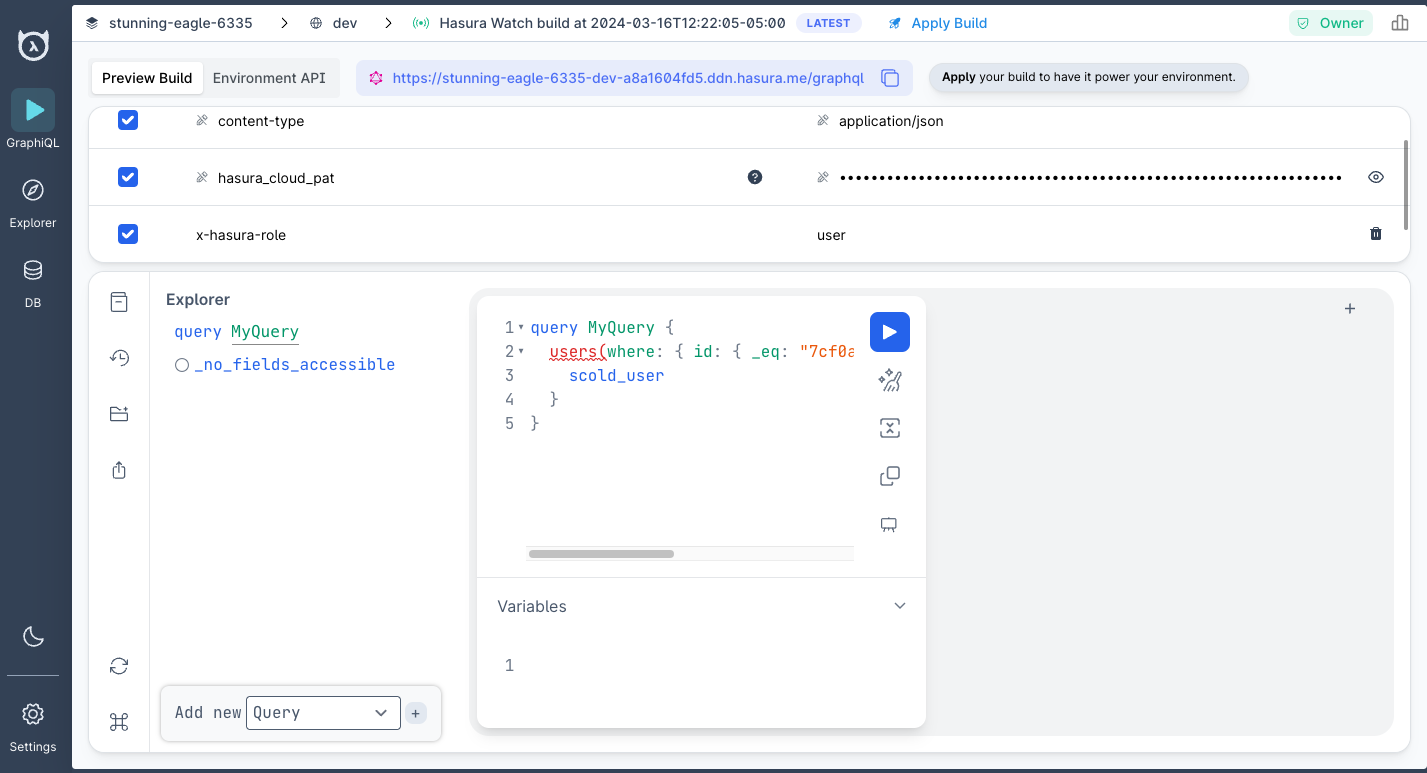 stunning-eagle-6335 > dev > Hasura Watch build at 2024-03-16T12:22:05-05:00 LATEST Apply Build Owner
Preview Build Environment API https://stunning-eagle-6335-dev-a8a1604fd5.ddn.hasura.me/graphql Apply your build to have it power your environment.
GraphiQL
Explorer
DB
Settings
content-type application/json
hasura_cloud_pat ? ••••••••••••••••••••••••••••••••••••••••••••••••••••••••••••••••
x-hasura-role user
Explorer
query MyQuery
_no_fields_accessible
Add new Query +
+
1 query MyQuery {
2 users(where: { id: { _eq: "7cf0a
3 scold_user
4 }
5 }
Variables
1